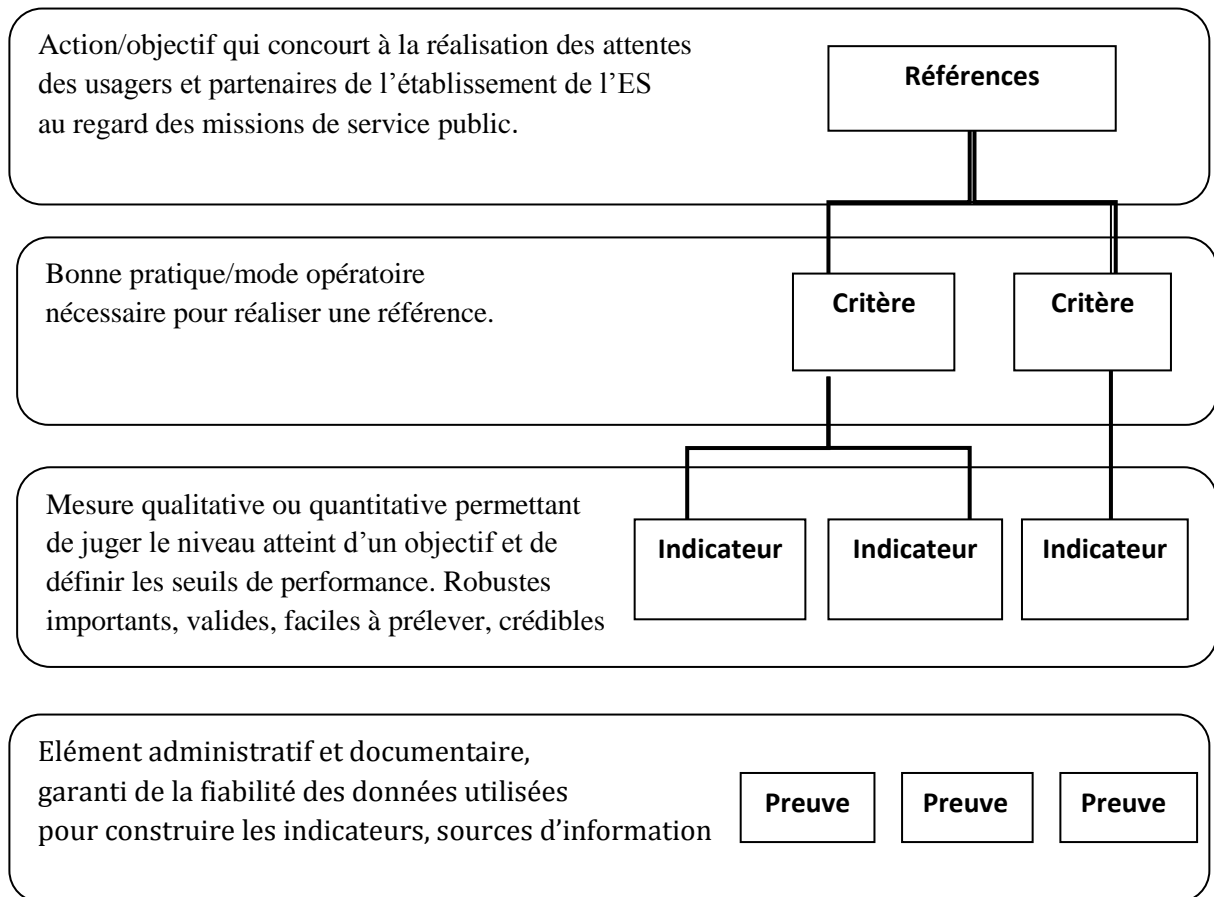 Action/objectif qui concourt à la réalisation des attentes
des usagers et partenaires de l’établissement de l’ES
au regard des missions de service public.
Références
Bonne pratique/mode opératoire
nécessaire pour réaliser une référence.
Critère
Critère
Mesure qualitative ou quantitative permettant
de juger le niveau atteint d’un objectif et de
définir les seuils de performance. Robustes
importants, valides, faciles à prélever, crédibles
Indicateur
Indicateur
Indicateur
Elément administratif et documentaire,
garanti de la fiabilité des données utilisées
pour construire les indicateurs, sources d’information
Preuve
Preuve
Preuve